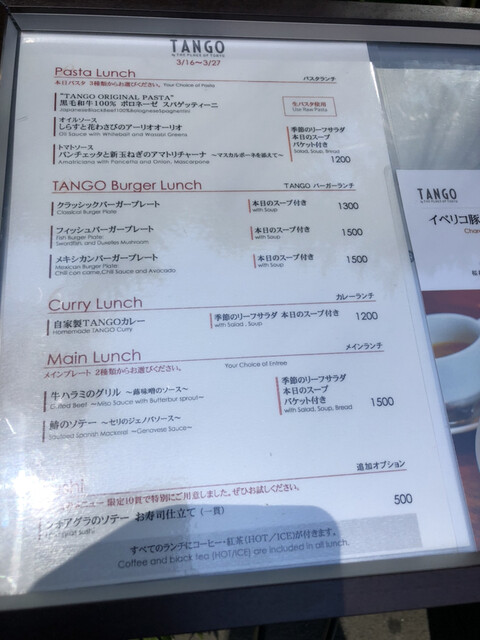 TANGO
3/16~3/27
Pasta Lunch パスタランチ
本日パスタ 3種類からお選びください。 Your Choice of Pasta
"TANGO ORIGINAL PASTA"
黒毛和牛100% ボロネーゼ スパゲッティーニ
生パスタ使用
Use Raw Pasta
オイルソース
しらすと花わさびのアーリオオーリオ
Oil Sauce with Whitebait and Wasabi Greens
トマトソース
パンチェッタと新玉ねぎのアマトリチャーナ ～マスカルポーネを添えて～
Amatriciana with Pancetta and Onion, Mascarpone
季節のリーフサラダ
本日のスープ
バケット付き
Salad, Soup, Bread
1200
TANGO Burger Lunch TANGO バーガーランチ
クラッシックバーガープレート 本日のスープ付き 1300
Classical Burger Plate with Soup
フィッシュバーガープレート 本日のスープ付き 1500
Fish Burger Plate: with Soup
Swordfish, and Duxelles Mushroom
メキシカンバーガープレート 本日のスープ付き 1500
Mexican Burger Plate: with Soup
Chili con carne, Chili Sauce and Avocado
Curry Lunch カレーランチ
自家製TANGOカレー 季節のリーフサラダ 本日のスープ付き 1200
Homemade TANGO Curry with Salad, Soup
Main Lunch メインランチ
メインプレート 2種類からお選びください。 Your Choice of Entree
牛ハラミのグリル ～蕗味噌のソース～
Beef ~Miso Sauce with Butterbur sprout~
鰆のソテー ～セリのジェノバソース～
Sauteed Spanish Mackerel ~Genovese Sauce~
季節のリーフサラダ
本日のスープ
バケット付き
with Salad, Soup, Bread
1500
追加オプション
メニュー 限定10貫で特別にご用意しました。ぜひお試しください。
フォアグラのソテー お寿司仕立て (一貫) 500
すべてのランチにコーヒー・紅茶(HOT/ICE)が付きます。
Coffee and black tea (HOT/ICE) are included in all lunch.
TANGO
イベリコ豚